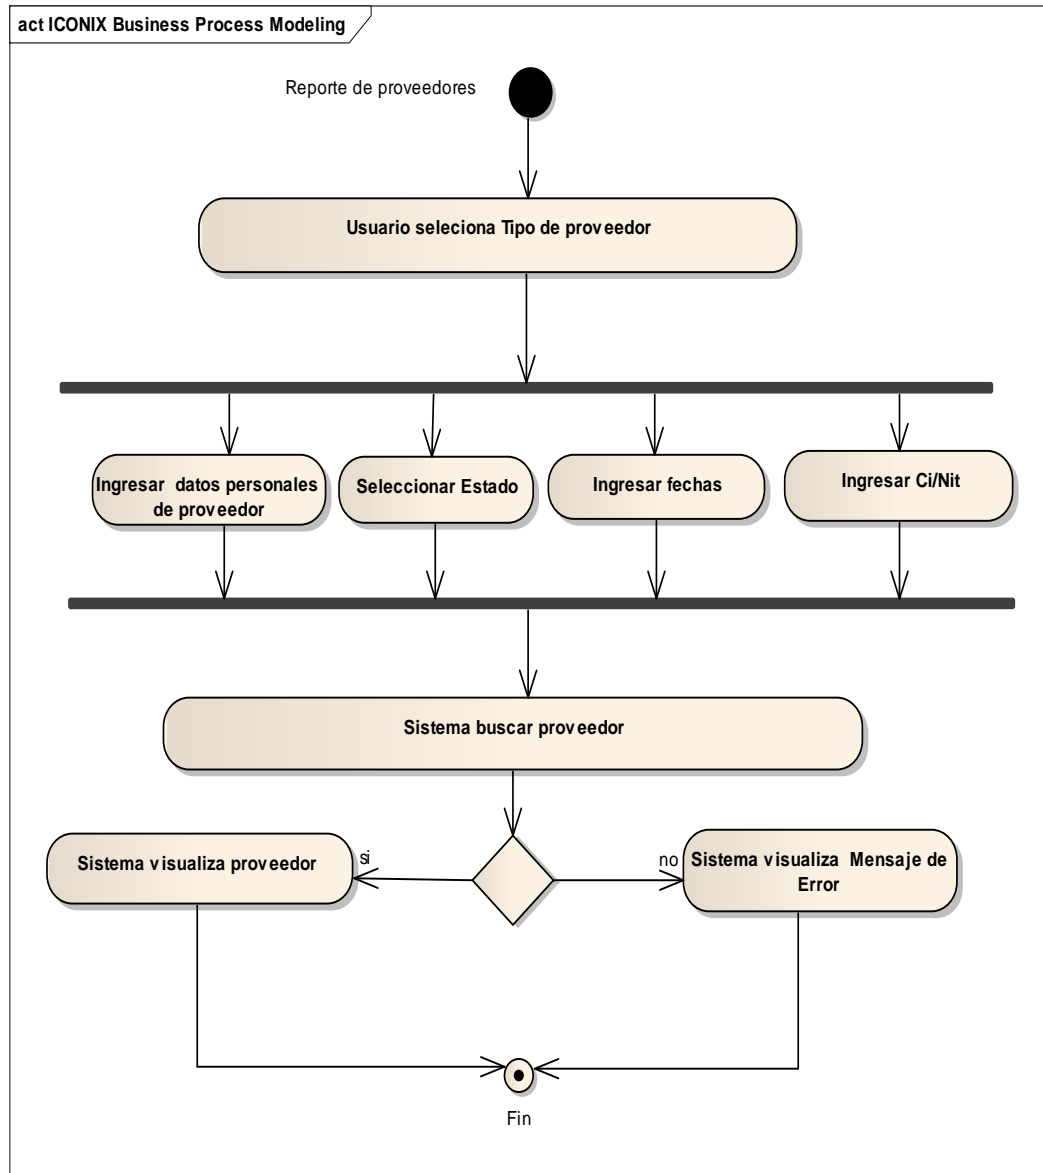 act ICONIX Business Process Modeling
Reporte de proveedores
Usuario seleciona Tipo de proveedor
Ingresar datos personales
de proveedor
Seleccionar Estado
Ingresar fechas
Ingresar Ci/Nit
Sistema buscar proveedor
Sistema visualiza proveedor
si
no
Sistema visualiza Mensaje de
Error
Fin